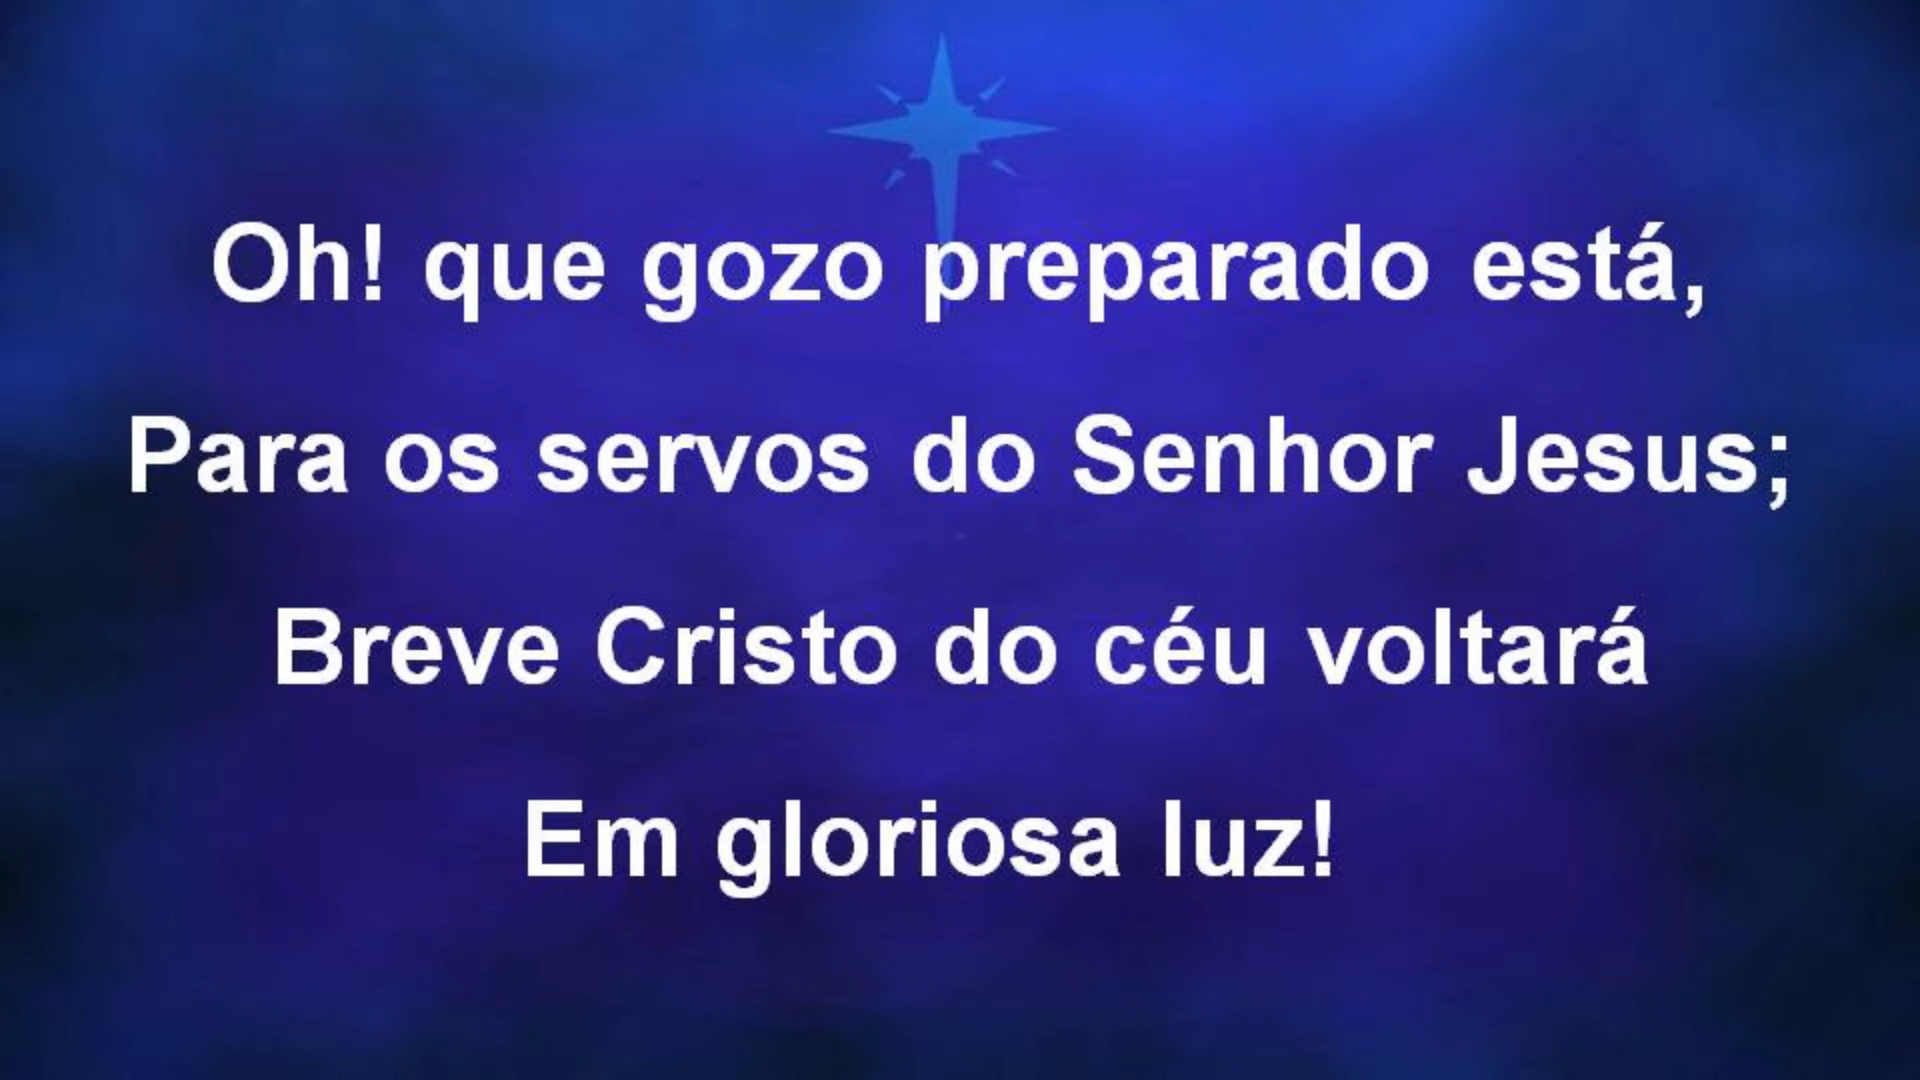 Oh! que gozo preparado está,
Para os servos do Senhor Jesus;
Breve Cristo do céu voltará
Em gloriosa luz!